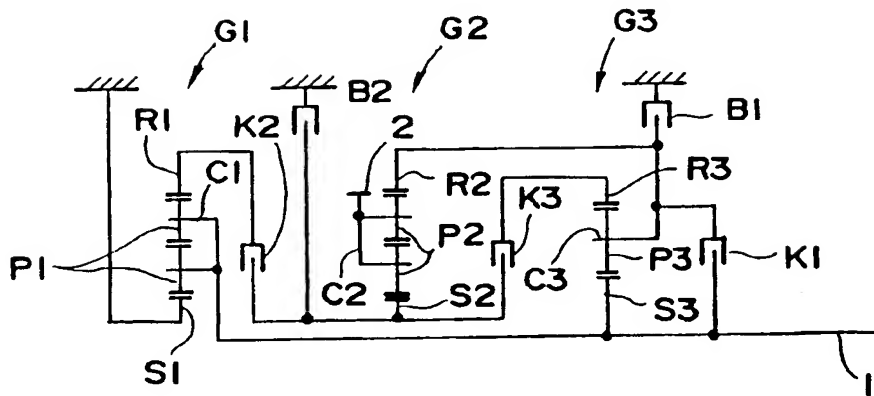 G1 G2 G3
B2
R1 K2 2 B1
C1 R2 R3
K3
P1 P2
C2 C3 P3 K1
S2 S3
S1 1